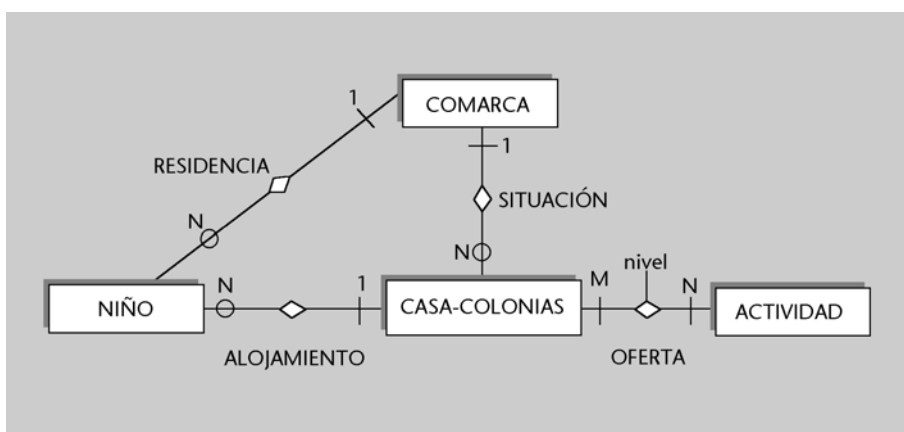 COMARCA
1
1
RESIDENCIA
SITUACIÓN
N
N
nivel
N
1
M
N
NIÑO
CASA-COLONIAS
ACTIVIDAD
ALOJAMIENTO
OFERTA